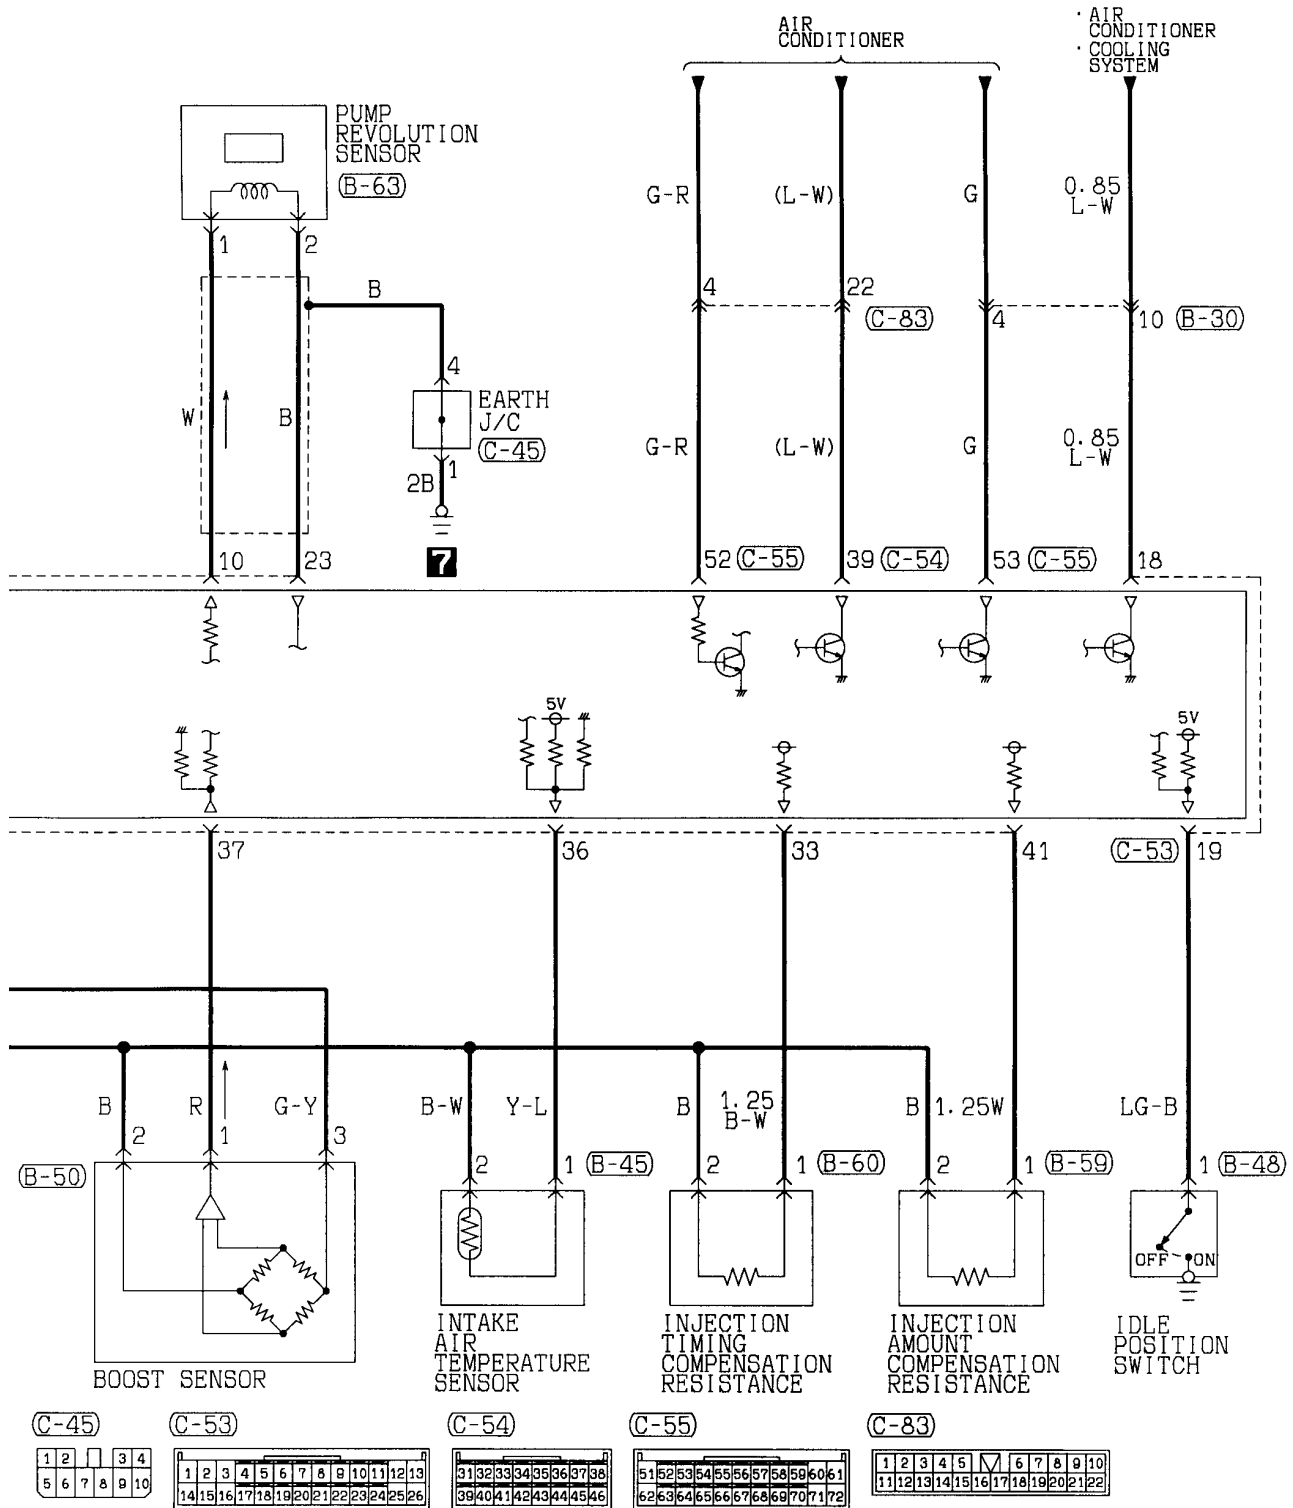 AIR
CONDITIONER
· AIR
CONDITIONER
· COOLING
SYSTEM
PUMP
REVOLUTION
SENSOR
(B-63)
G-R
(L-W)
G
0.85
L-W
1
2
B
4
22
(C-83)
4
10
(B-30)
4
W
B
EARTH
J/C
(C-45)
1
2B
7
G-R
(L-W)
G
0.85
L-W
10
23
52
(C-55)
39
(C-54)
53
(C-55)
18
5V
5V
37
36
33
41
(C-53)
19
B
R
G-Y
B-W
Y-L
B
1.25
B-W
B
1.25W
LG-B
(B-50)
2
1
3
2
1
(B-45)
2
1
(B-60)
2
1
(B-59)
1
(B-48)
OFF
ON
BOOST SENSOR
INTAKE
AIR
TEMPERATURE
SENSOR
INJECTION
TIMING
COMPENSATION
RESISTANCE
INJECTION
AMOUNT
COMPENSATION
RESISTANCE
IDLE
POSITION
SWITCH
(C-45)
1 2 3 4
5 6 7 8 9 10
(C-53)
1 2 3 4 5 6 7 8 9 10 11 12 13
14 15 16 17 18 19 20 21 22 23 24 25 26
(C-54)
31 32 33 34 35 36 37 38
39 40 41 42 43 44 45 46
(C-55)
51 52 53 54 55 56 57 58 59 60 61
62 63 64 65 66 67 68 69 70 71 72
(C-83)
1 2 3 4 5 6 7 8 9 10
11 12 13 14 15 16 17 18 19 20 21 22